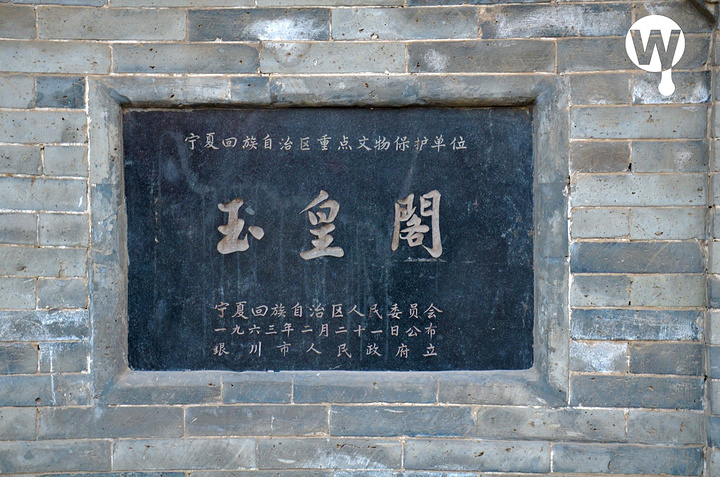 宁夏回族自治区重点文物保护单位
玉皇閣
宁夏回族自治区人民委员会
一九六三年二月二十一日公布
银川市人民政府立
W